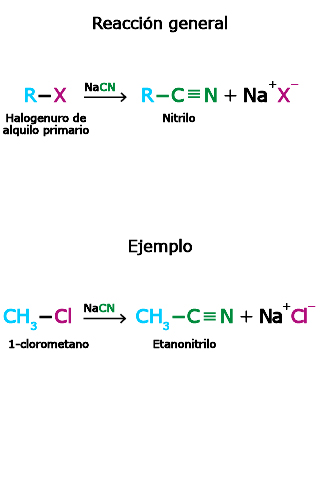 Reacción general
R–X NaCN → R–C≡N + Na⁺X⁻
Halogenuro de
alquilo primario
Nitrilo
Ejemplo
CH₃–Cl NaCN → CH₃–C≡N + Na⁺Cl⁻
1-clorometano
Etanonitrilo